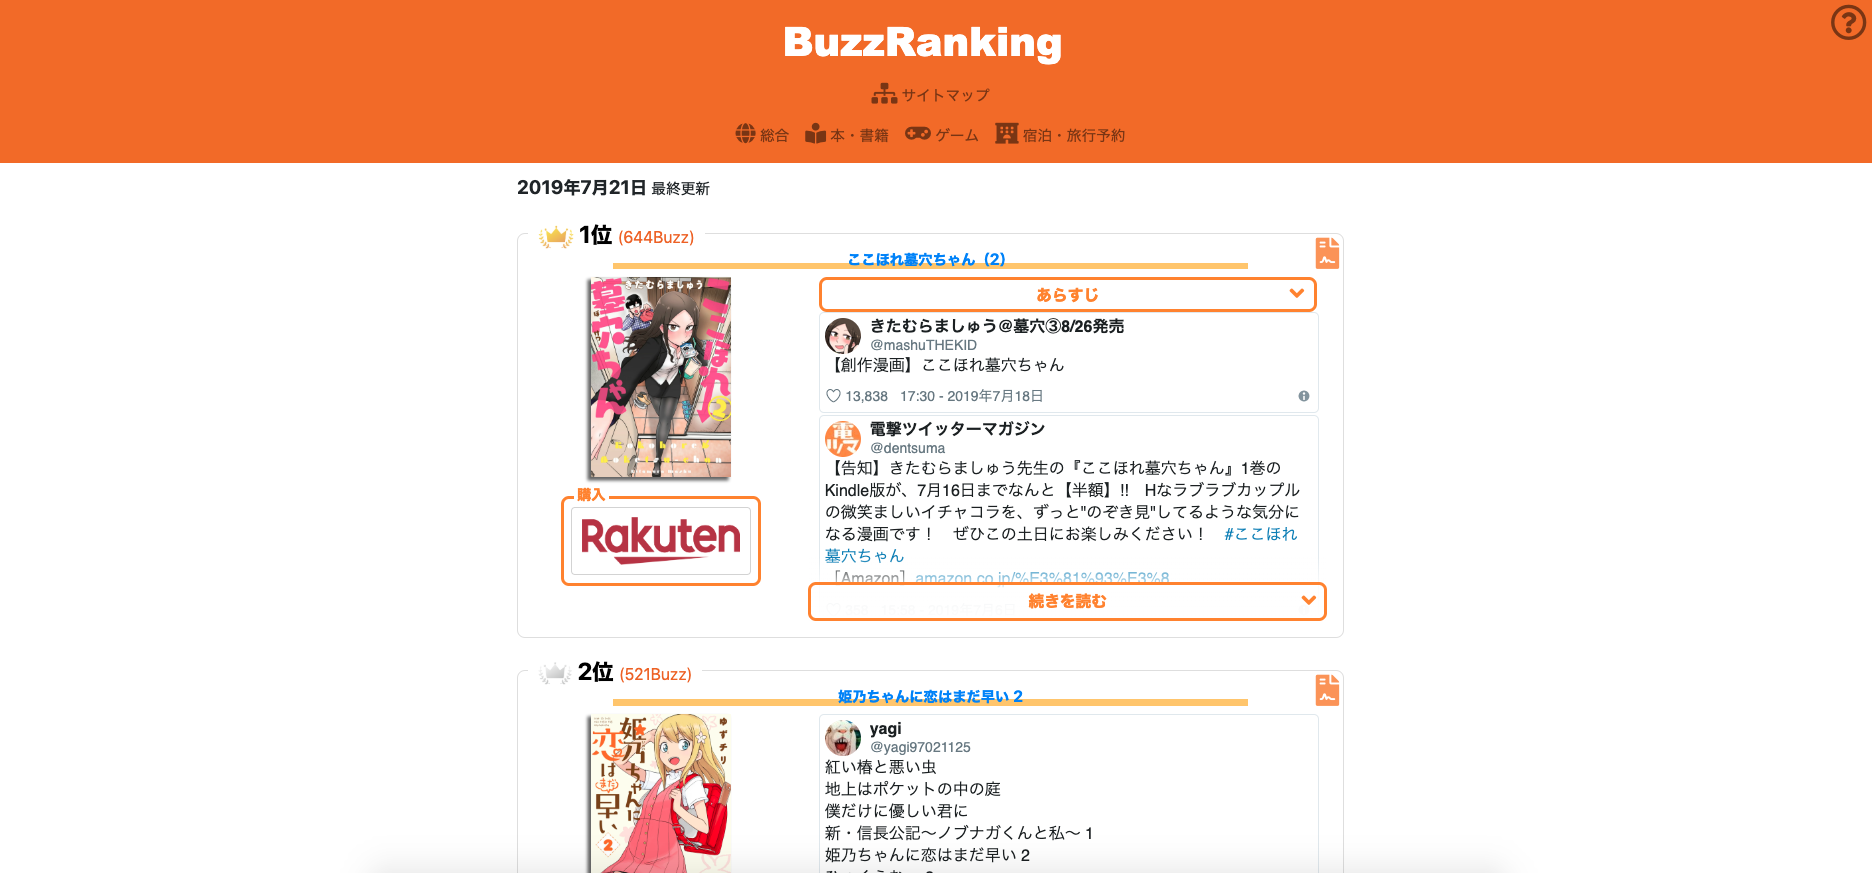 BuzzRanking
サイトマップ
総合 本・書籍 ゲーム 宿泊・旅行予約
2019年7月21日 最終更新
1位 (644Buzz)
ここほれ墓穴ちゃん（2）
きたむらましゅう
ここほれ
墓穴ちゃん
2
購入
Rakuten
あらすじ
きたむらましゅう@墓穴③8/26発売
@mashuTHEKID
【創作漫画】ここほれ墓穴ちゃん
13,838 17:30 - 2019年7月18日
電撃ツイッターマガジン
@dentsuma
【告知】きたむらましゅう先生の『ここほれ墓穴ちゃん』1巻の
Kindle版が、7月16日までなんと【半額】!!　Hなラブラブカップル
の微笑ましいイチャコラを、ずっと"のぞき見"してるような気分に
なる漫画です！　ぜひこの土日にお楽しみください！　#ここほれ
墓穴ちゃん
［Amazon］amazon.co.jp/%E3%81%93%E3%8
続きを読む
2位 (521Buzz)
姫乃ちゃんに恋はまだ早い 2
ゆずチリ
姫乃ちゃんに
恋はまだ早い
2
yagi
@yagi97021125
紅い椿と悪い虫
地上はポケットの中の庭
僕だけに優しい君に
新・信長公記〜ノブナガくんと私〜 1
姫乃ちゃんに恋はまだ早い 2